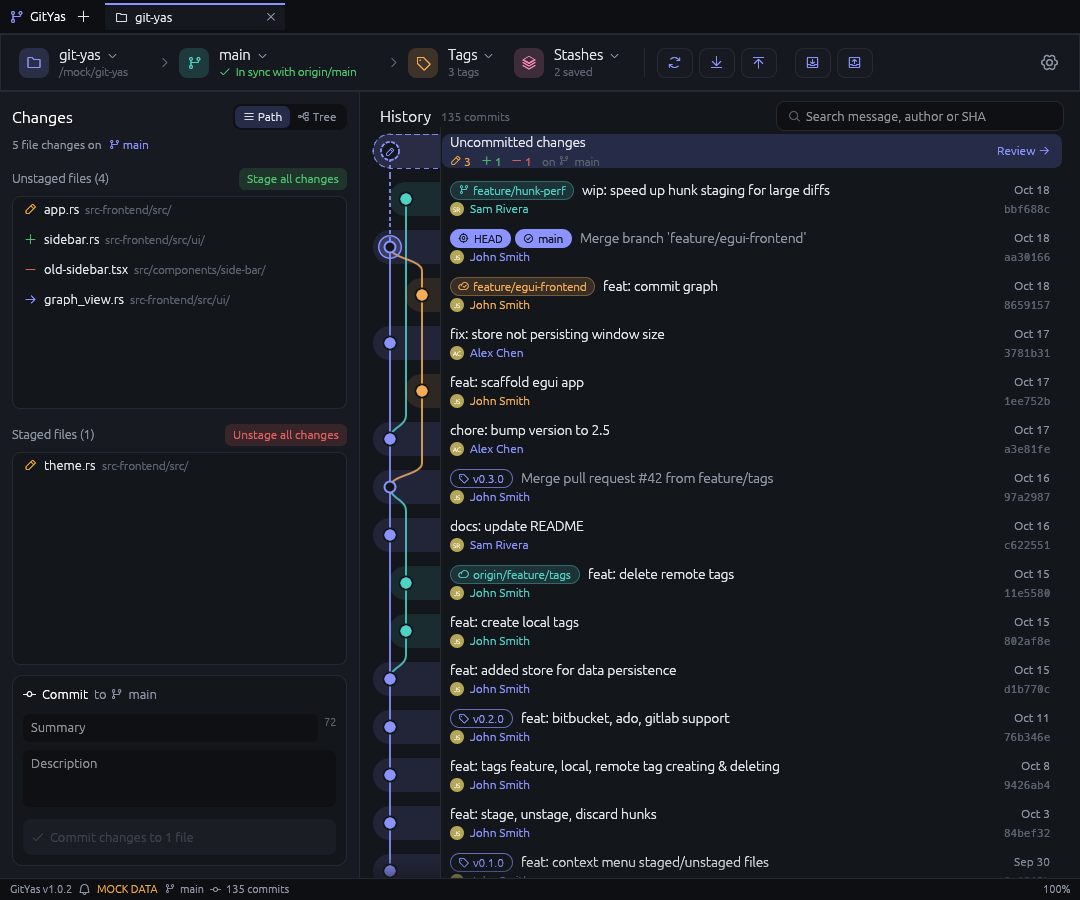 GitYas
git-yas
git-yas
/mock/git-yas
main
In sync with origin/main
Tags
3 tags
Stashes
2 saved
Changes
Path
Tree
5 file changes on main
Unstaged files (4)
Stage all changes
app.rs src-frontend/src/
sidebar.rs src-frontend/src/ui/
old-sidebar.tsx src/components/side-bar/
graph_view.rs src-frontend/src/ui/
Staged files (1)
Unstage all changes
theme.rs src-frontend/src/
Commit to main
Summary
72
Description
Commit changes to 1 file
History 135 commits
Search message, author or SHA
Uncommitted changes
3 + 1 − 1 on main
Review →
feature/hunk-perf wip: speed up hunk staging for large diffs Oct 18
SR Sam Rivera bbf688c
HEAD main Merge branch 'feature/egui-frontend' Oct 18
JS John Smith aa30166
feature/egui-frontend feat: commit graph Oct 18
JS John Smith 8659157
fix: store not persisting window size Oct 17
AC Alex Chen 3781b31
feat: scaffold egui app Oct 17
JS John Smith 1ee752b
chore: bump version to 2.5 Oct 17
AC Alex Chen a3e81fe
v0.3.0 Merge pull request #42 from feature/tags Oct 16
JS John Smith 97a2987
docs: update README Oct 16
SR Sam Rivera c622551
origin/feature/tags feat: delete remote tags Oct 15
JS John Smith 11e5580
feat: create local tags Oct 15
JS John Smith 802af8e
feat: added store for data persistence Oct 15
JS John Smith d1b770c
v0.2.0 feat: bitbucket, ado, gitlab support Oct 11
JS John Smith 76b346e
feat: tags feature, local, remote tag creating & deleting Oct 8
JS John Smith 9426ab4
feat: stage, unstage, discard hunks Oct 3
JS John Smith 84bef32
v0.1.0 feat: context menu staged/unstaged files Sep 30
GitYas v1.0.2 MOCK DATA main 135 commits
100%